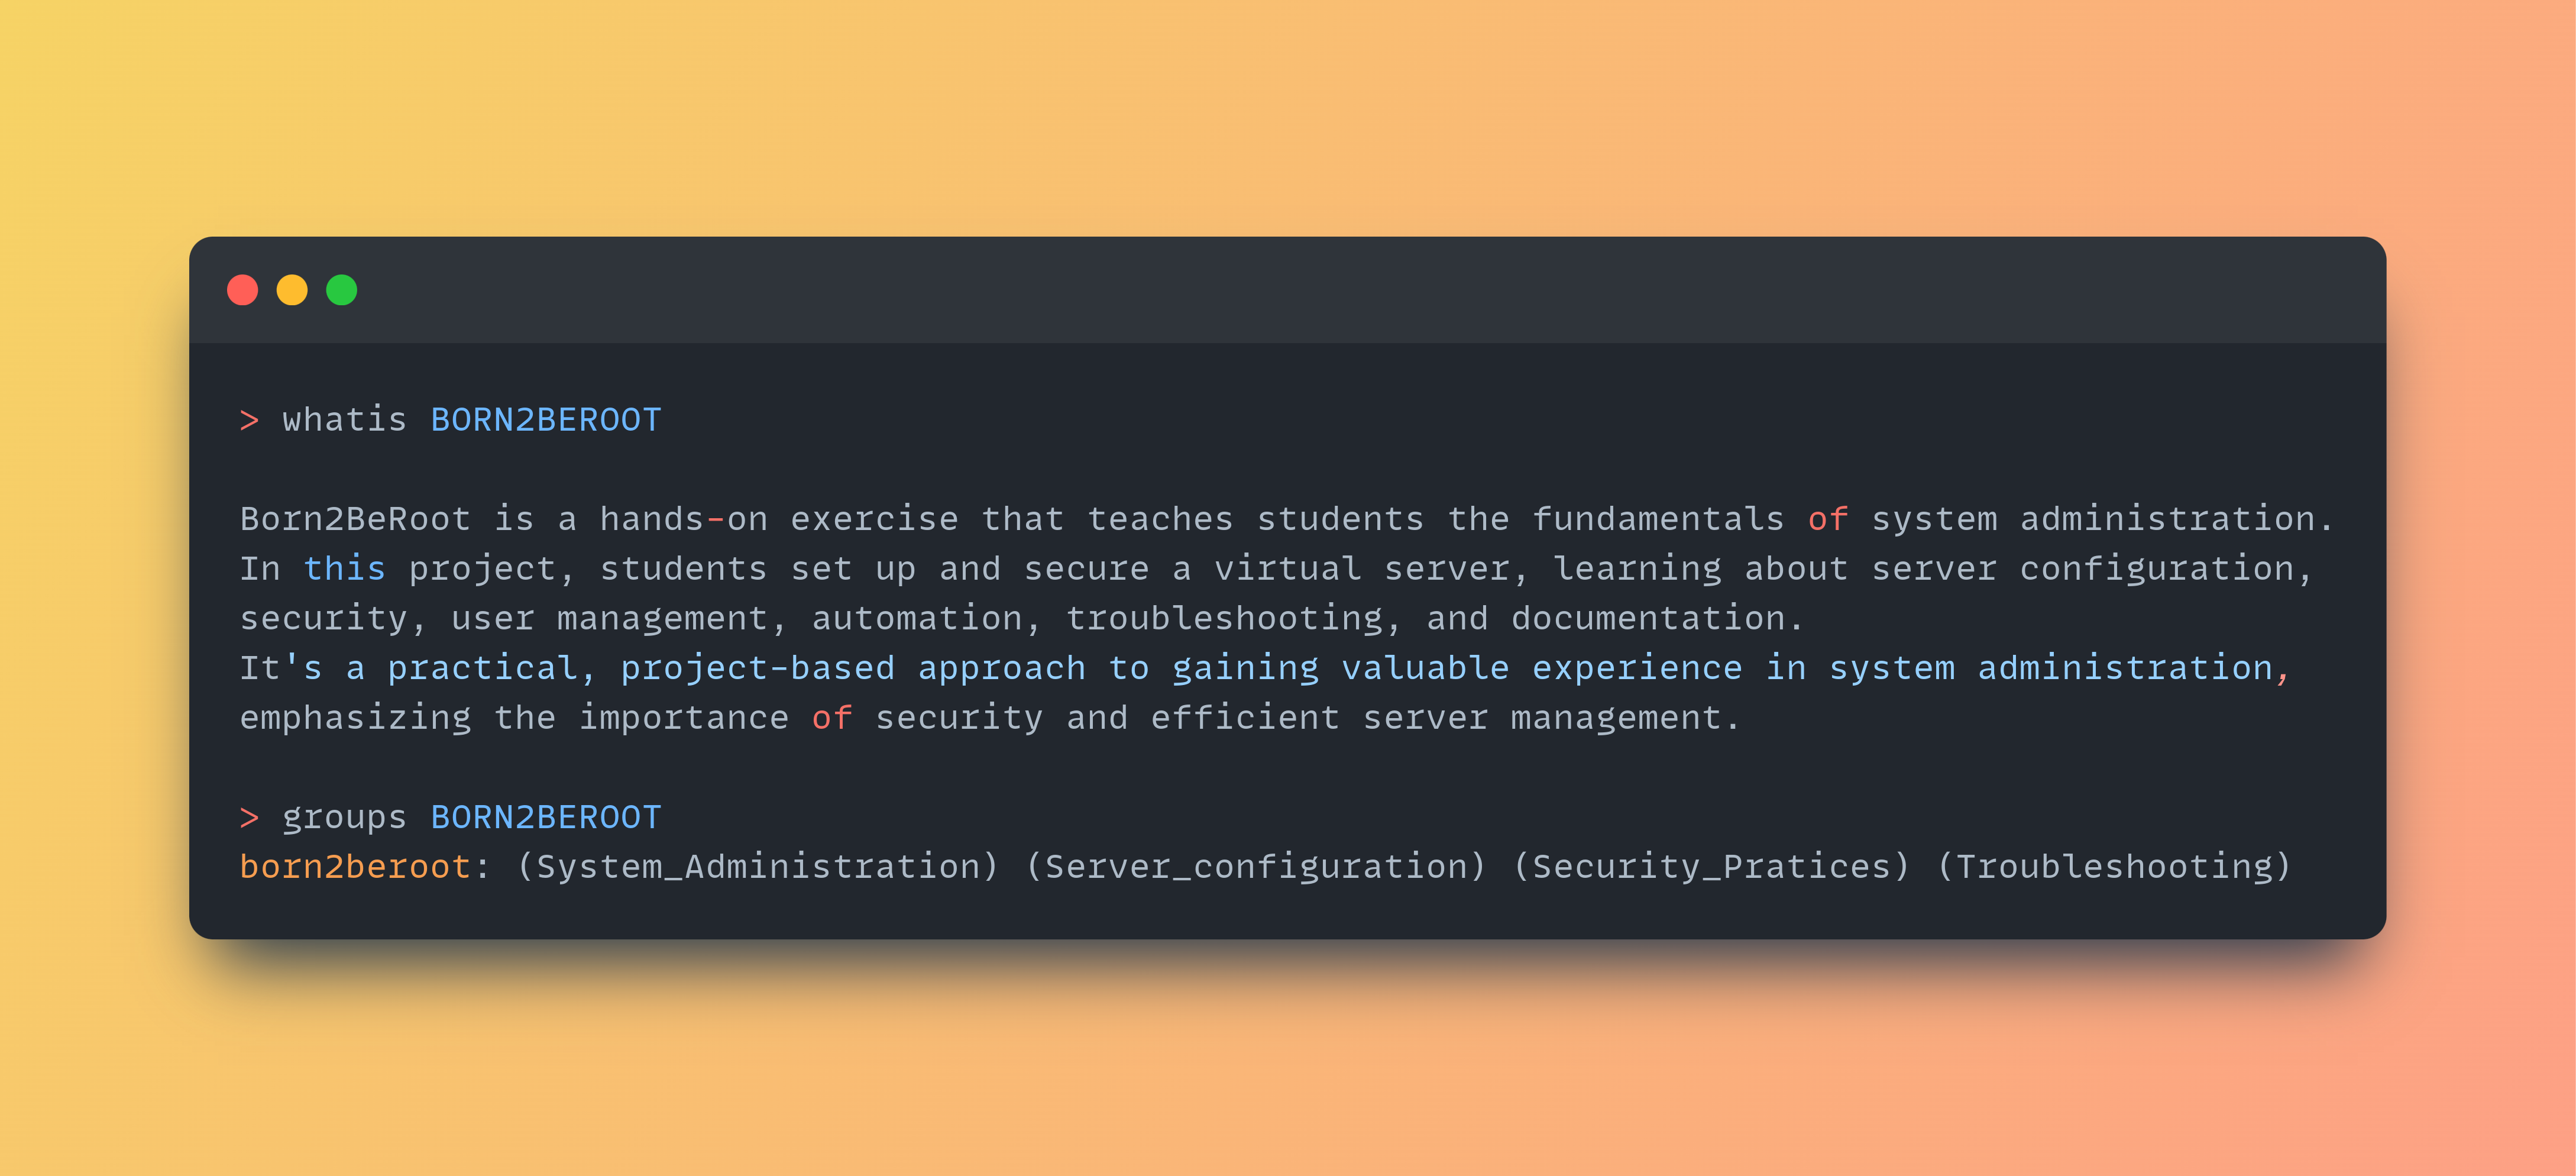 > whatis BORN2BEROOT
Born2BeRoot is a hands-on exercise that teaches students the fundamentals of system administration.
In this project, students set up and secure a virtual server, learning about server configuration,
security, user management, automation, troubleshooting, and documentation.
It's a practical, project-based approach to gaining valuable experience in system administration,
emphasizing the importance of security and efficient server management.
> groups BORN2BEROOT
born2beroot: (System_Administration) (Server_configuration) (Security_Pratices) (Troubleshooting)